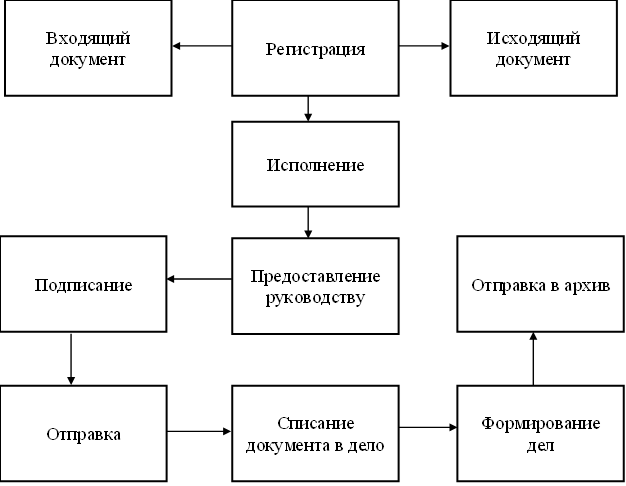 Входящий
документ
Регистрация
Исходящий
документ
Исполнение
Подписание
Предоставление
руководству
Отправка в архив
Отправка
Списание
документа в дело
Формирование
дел